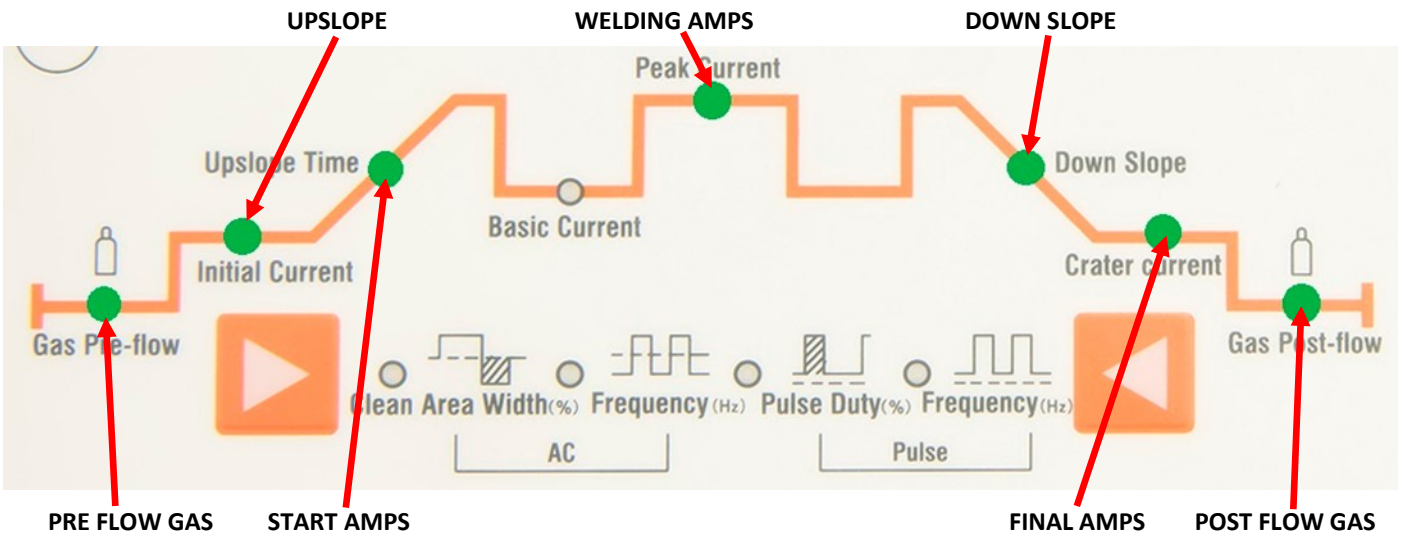 UPSLOPE
WELDING AMPS
DOWN SLOPE
Peak Current
Upslope Time
Down Slope
Basic Current
Initial Current
Crater current
Gas Pre-flow
Gas Post-flow
Clean Area Width(%)
Frequency(Hz)
Pulse Duty(%)
Frequency(Hz)
AC
Pulse
PRE FLOW GAS
START AMPS
FINAL AMPS
POST FLOW GAS